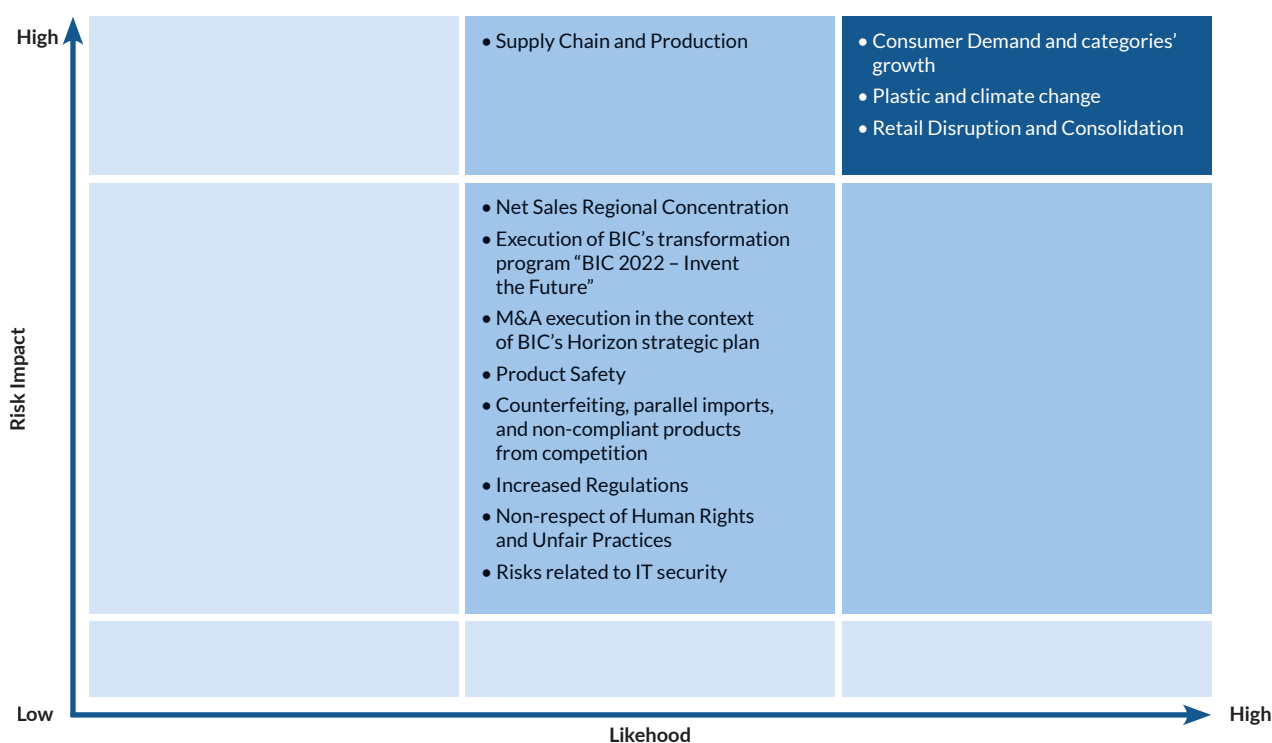 High
• Supply Chain and Production
• Consumer Demand and categories’
growth
• Plastic and climate change
• Retail Disruption and Consolidation
• Net Sales Regional Concentration
• Execution of BIC’s transformation
program “BIC 2022 – Invent
the Future”
• M&A execution in the context
of BIC’s Horizon strategic plan
• Product Safety
• Counterfeiting, parallel imports,
and non-compliant products
from competition
• Increased Regulations
• Non-respect of Human Rights
and Unfair Practices
• Risks related to IT security
Risk Impact
Low
Likehood
High